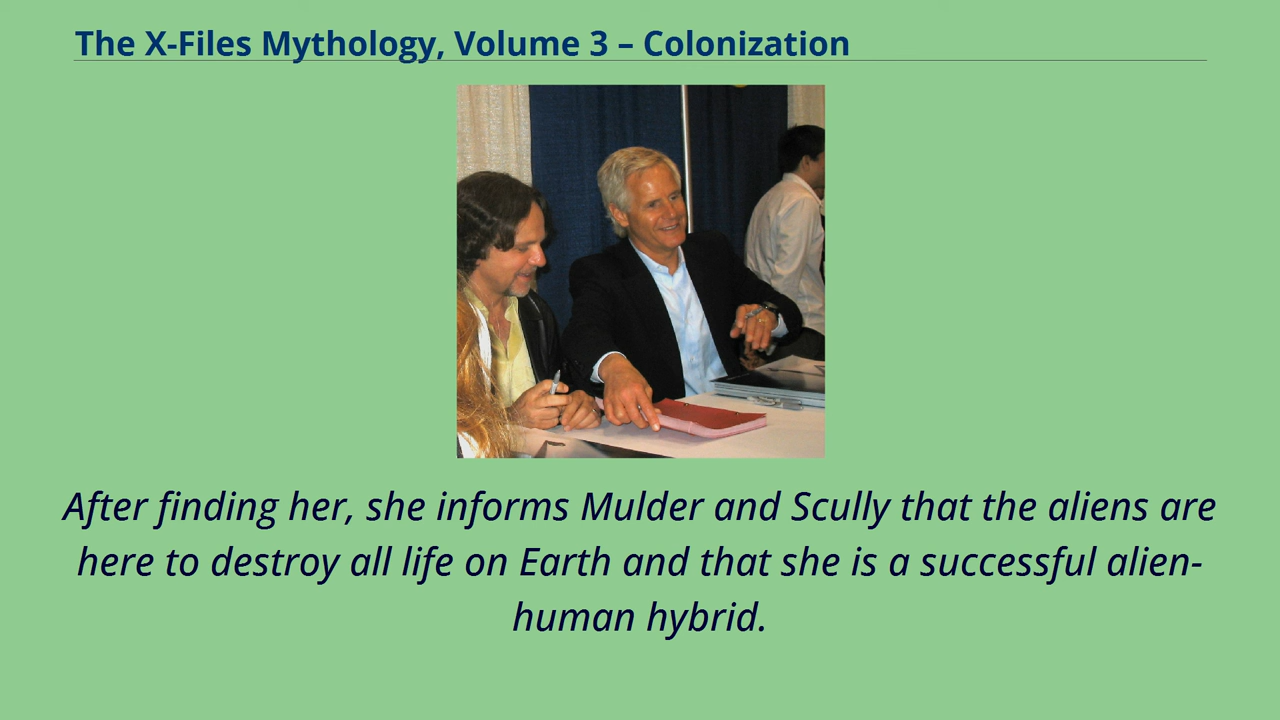 The X-Files Mythology, Volume 3 – Colonization
After finding her, she informs Mulder and Scully that the aliens are
here to destroy all life on Earth and that she is a successful alien-
human hybrid.